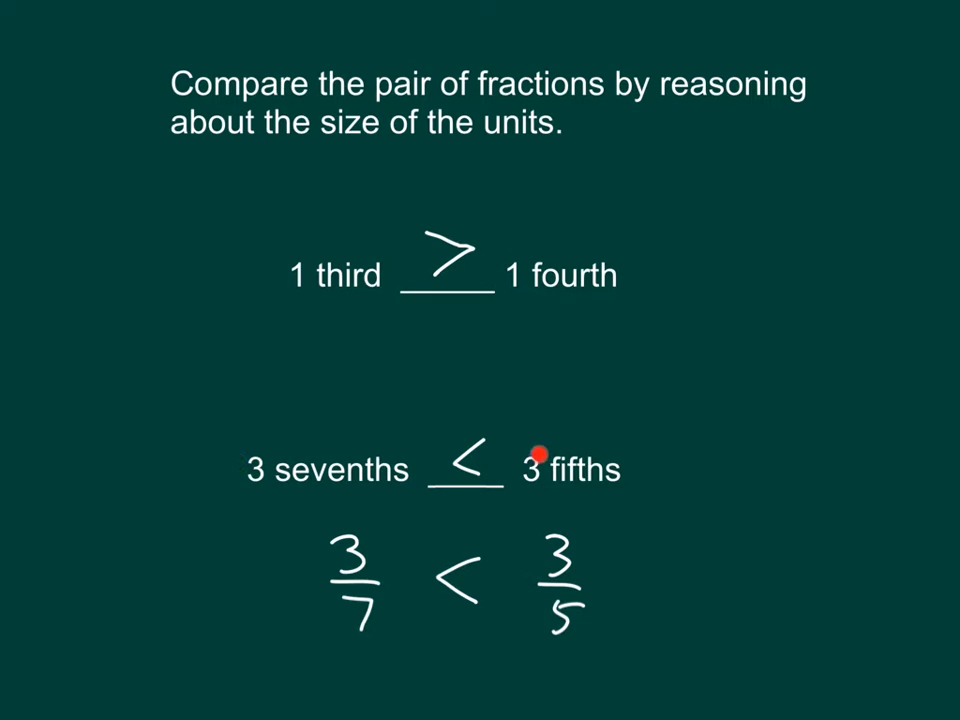 Compare the pair of fractions by reasoning
about the size of the units.
1 third > 1 fourth
3 sevenths < 3 fifths
3/7 < 3/5